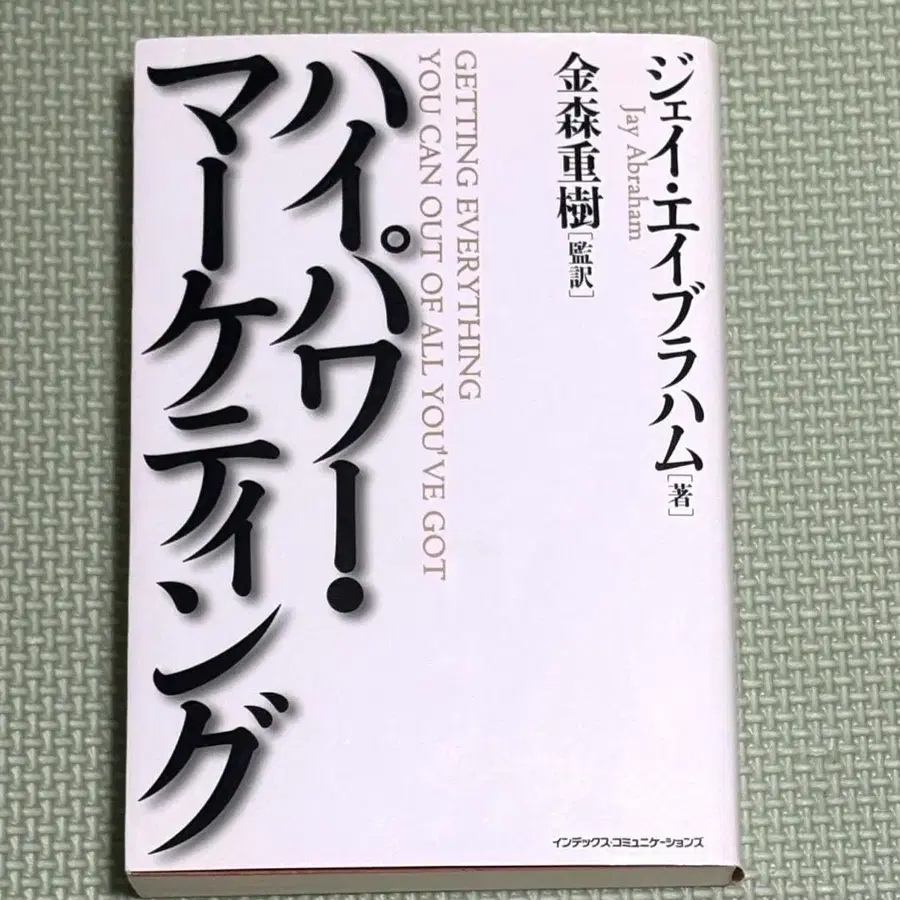 ジェイ・エイブラハム[著]
Jay Abraham
金森重樹[監訳]
GETTING EVERYTHING
YOU CAN OUT OF ALL YOU'VE GOT
ハイパワー・
マーケティング
インデックス・コミュニケーションズ